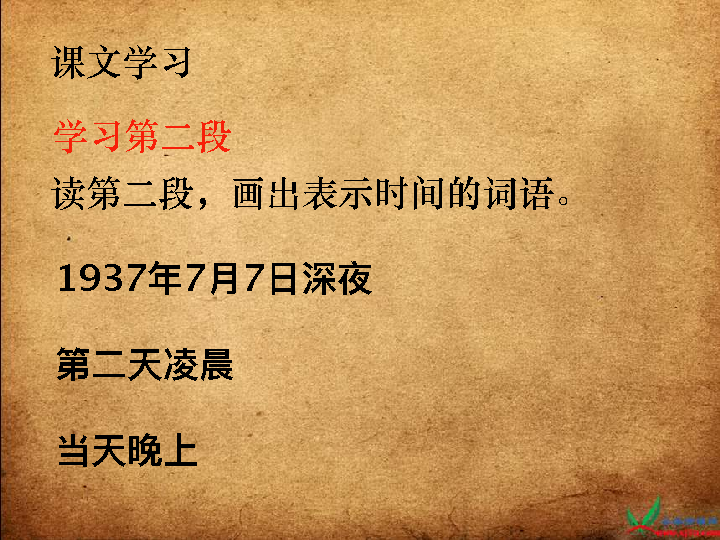 课文学习
学习第二段
读第二段，画出表示时间的词语。
1937年7月7日深夜
第二天凌晨
当天晚上